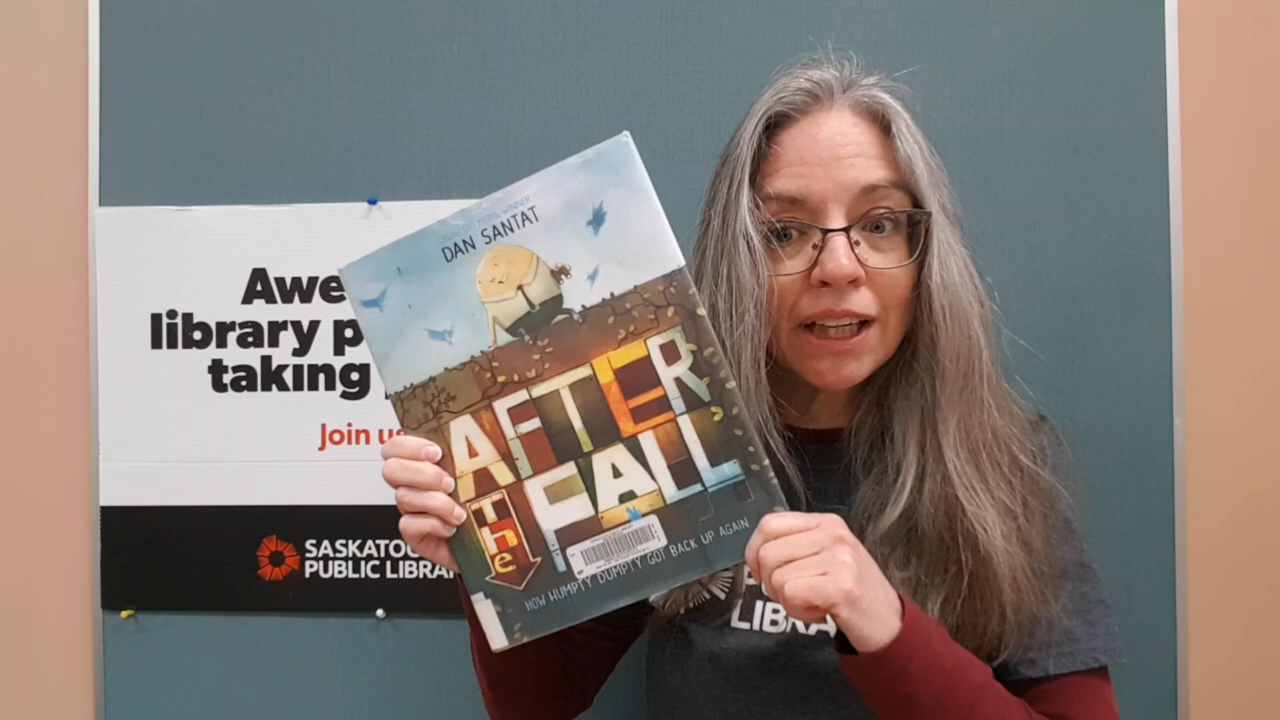 Awe
library p
taking
Join us
SASKATOO
PUBLIC LIBRA
DAN SANTAT
AFTER
The
FALL
HOW HUMPTY DUMPTY GOT BACK UP AGAIN
LIBRA